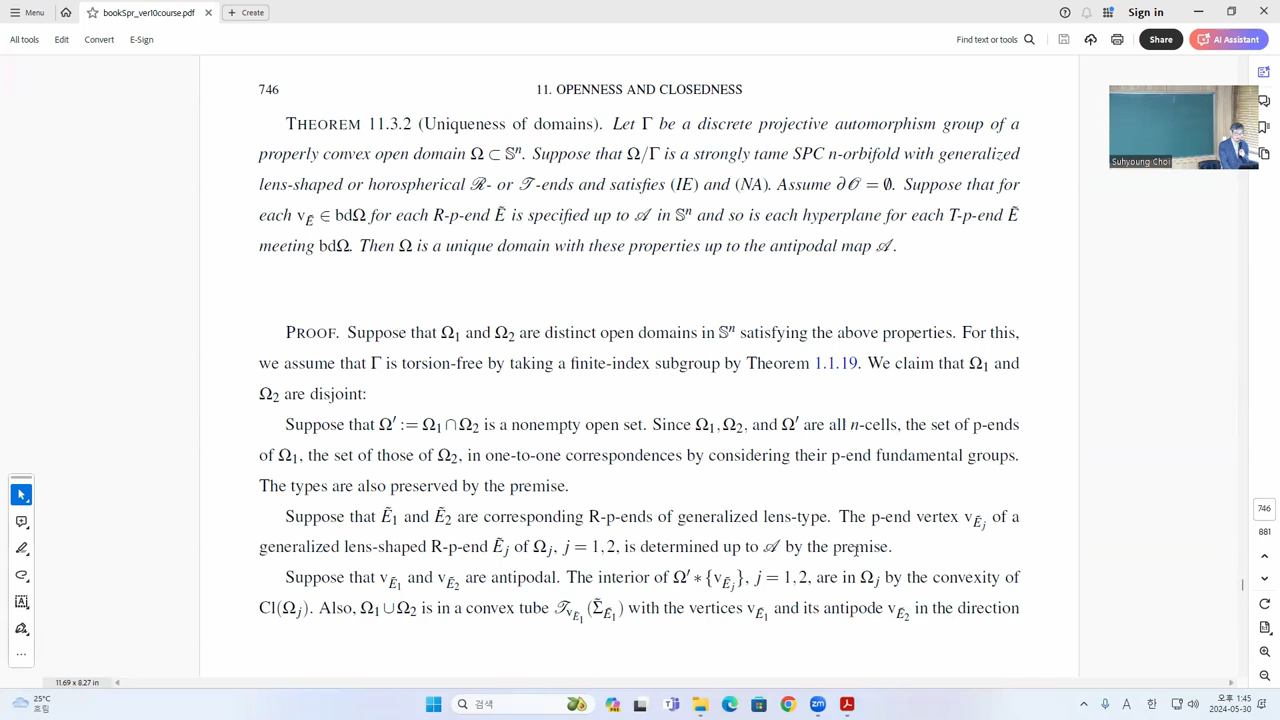 Menu
bookSpr_ver10course.pdf
Create
Sign in
All tools
Edit
Convert
E-Sign
Find text or tools
Share
AI Assistant
746
11. OPENNESS AND CLOSEDNESS
THEOREM 11.3.2 (Uniqueness of domains). Let Γ be a discrete projective automorphism group of a
properly convex open domain Ω ⊂ 𝕊ⁿ. Suppose that Ω/Γ is a strongly tame SPC n-orbifold with generalized
lens-shaped or horospherical ℛ- or 𝒯-ends and satisfies (IE) and (NA). Assume ∂𝒪 = ∅. Suppose that for
each v_Ẽ ∈ bdΩ for each R-p-end Ẽ is specified up to 𝒜 in 𝕊ⁿ and so is each hyperplane for each T-p-end Ẽ
meeting bdΩ. Then Ω is a unique domain with these properties up to the antipodal map 𝒜.
PROOF. Suppose that Ω₁ and Ω₂ are distinct open domains in 𝕊ⁿ satisfying the above properties. For this,
we assume that Γ is torsion-free by taking a finite-index subgroup by Theorem 1.1.19. We claim that Ω₁ and
Ω₂ are disjoint:
Suppose that Ω′ := Ω₁ ∩ Ω₂ is a nonempty open set. Since Ω₁, Ω₂, and Ω′ are all n-cells, the set of p-ends
of Ω₁, the set of those of Ω₂, in one-to-one correspondences by considering their p-end fundamental groups.
The types are also preserved by the premise.
Suppose that Ẽ₁ and Ẽ₂ are corresponding R-p-ends of generalized lens-type. The p-end vertex v_Ẽⱼ of a
generalized lens-shaped R-p-end Ẽⱼ of Ωⱼ, j = 1, 2, is determined up to 𝒜 by the premise.
Suppose that v_Ẽ₁ and v_Ẽ₂ are antipodal. The interior of Ω′ ∗ {v_Ẽⱼ}, j = 1, 2, are in Ωⱼ by the convexity of
Cl(Ωⱼ). Also, Ω₁ ∪ Ω₂ is in a convex tube 𝒯_v_Ẽ₁(Σ̃_Ẽ₁) with the vertices v_Ẽ₁ and its antipode v_Ẽ₂ in the direction
Suhyoung Choi
746
881
11.69 x 8.27 in
25°C
흐림
검색
A
한
오후 1:45
2024-05-30